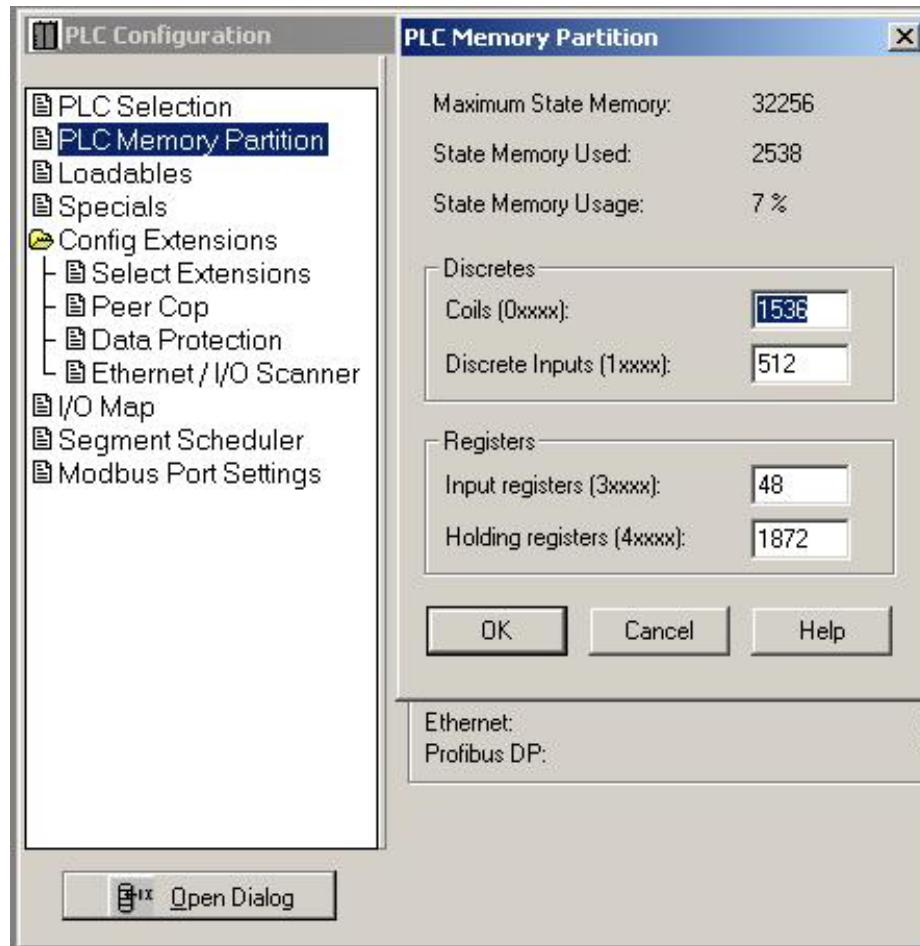 PLC Configuration
PLC Selection
PLC Memory Partition
Loadables
Specials
Config Extensions
Select Extensions
Peer Cop
Data Protection
Ethernet / I/O Scanner
I/O Map
Segment Scheduler
Modbus Port Settings
Open Dialog
PLC Memory Partition
Maximum State Memory: 32256
State Memory Used: 2538
State Memory Usage: 7 %
Discretes
Coils (0xxxx): 1536
Discrete Inputs (1xxxx): 512
Registers
Input registers (3xxxx): 48
Holding registers (4xxxx): 1872
OK Cancel Help
Ethernet:
Profibus DP: